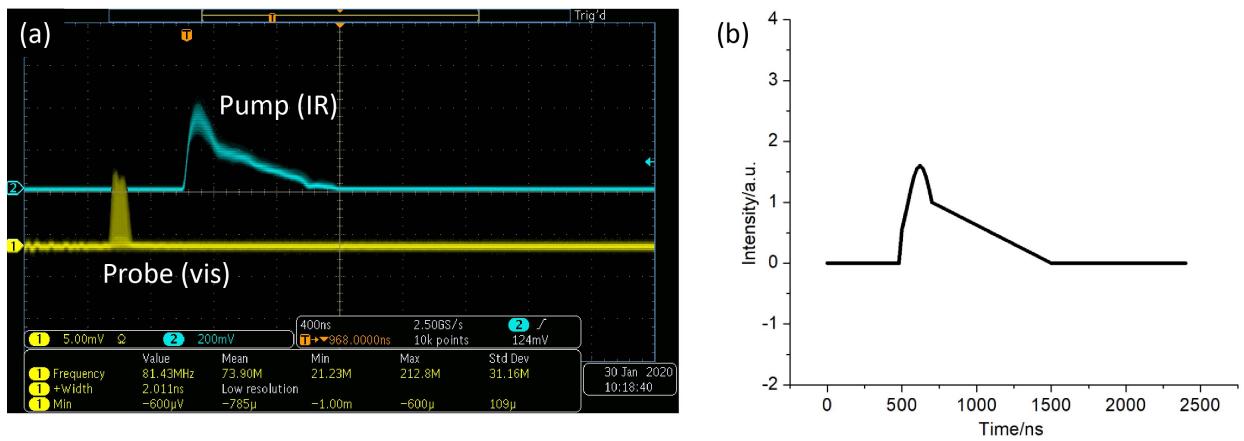 (a)
T
Trig'd
T
Pump (IR)
2
1
Probe (vis)
1 5.00mV Ω 2 200mV
400ns 2.50GS/s 2
T→▼968.0000ns 10k points 124mV
Value Mean Min Max Std Dev
1 Frequency 81.43MHz 73.90M 21.23M 212.8M 31.16M
1 +Width 2.011ns Low resolution
1 Min −600µV −785µ −1.00m −600µ 109µ
30 Jan 2020
10:18:40
(b)
4
3
2
1
0
-1
-2
Intensity/a.u.
0 500 1000 1500 2000 2500
Time/ns